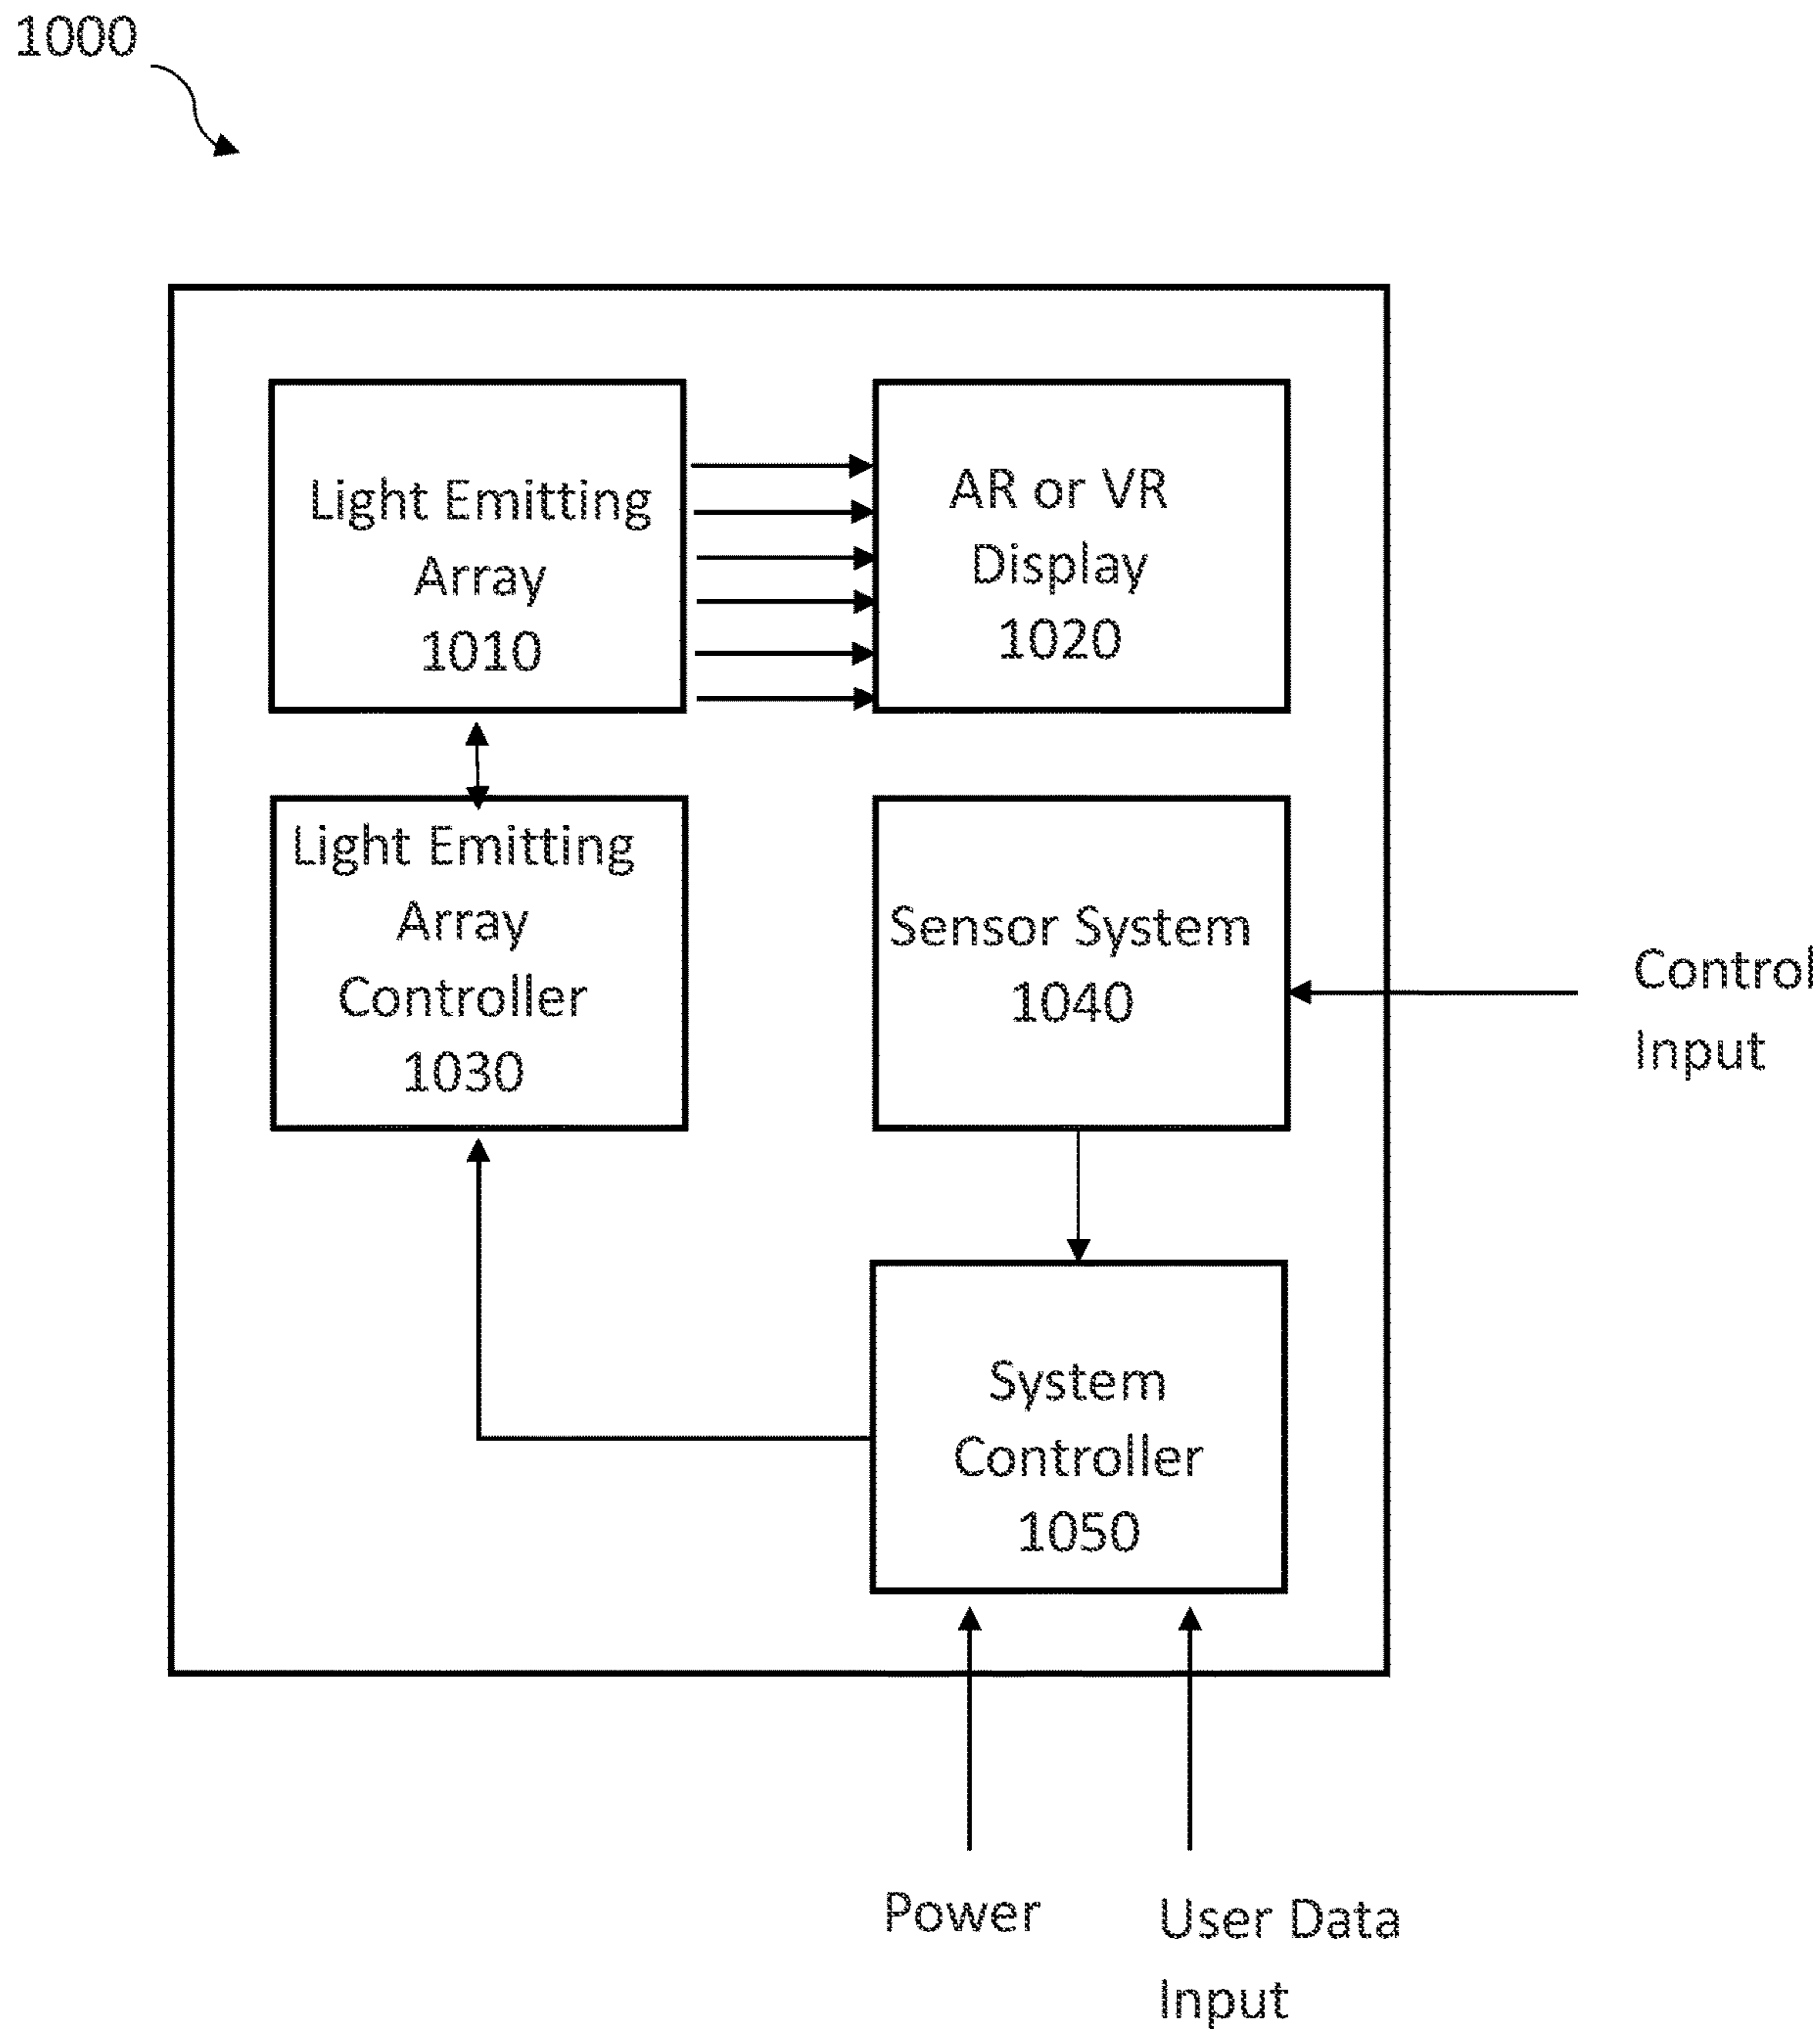 1000
Light Emitting
Array
1010
AR or VR
Display
1020
Light Emitting
Array
Controller
1030
Sensor System
1040
Control
Input
System
Controller
1050
Power
User Data
Input